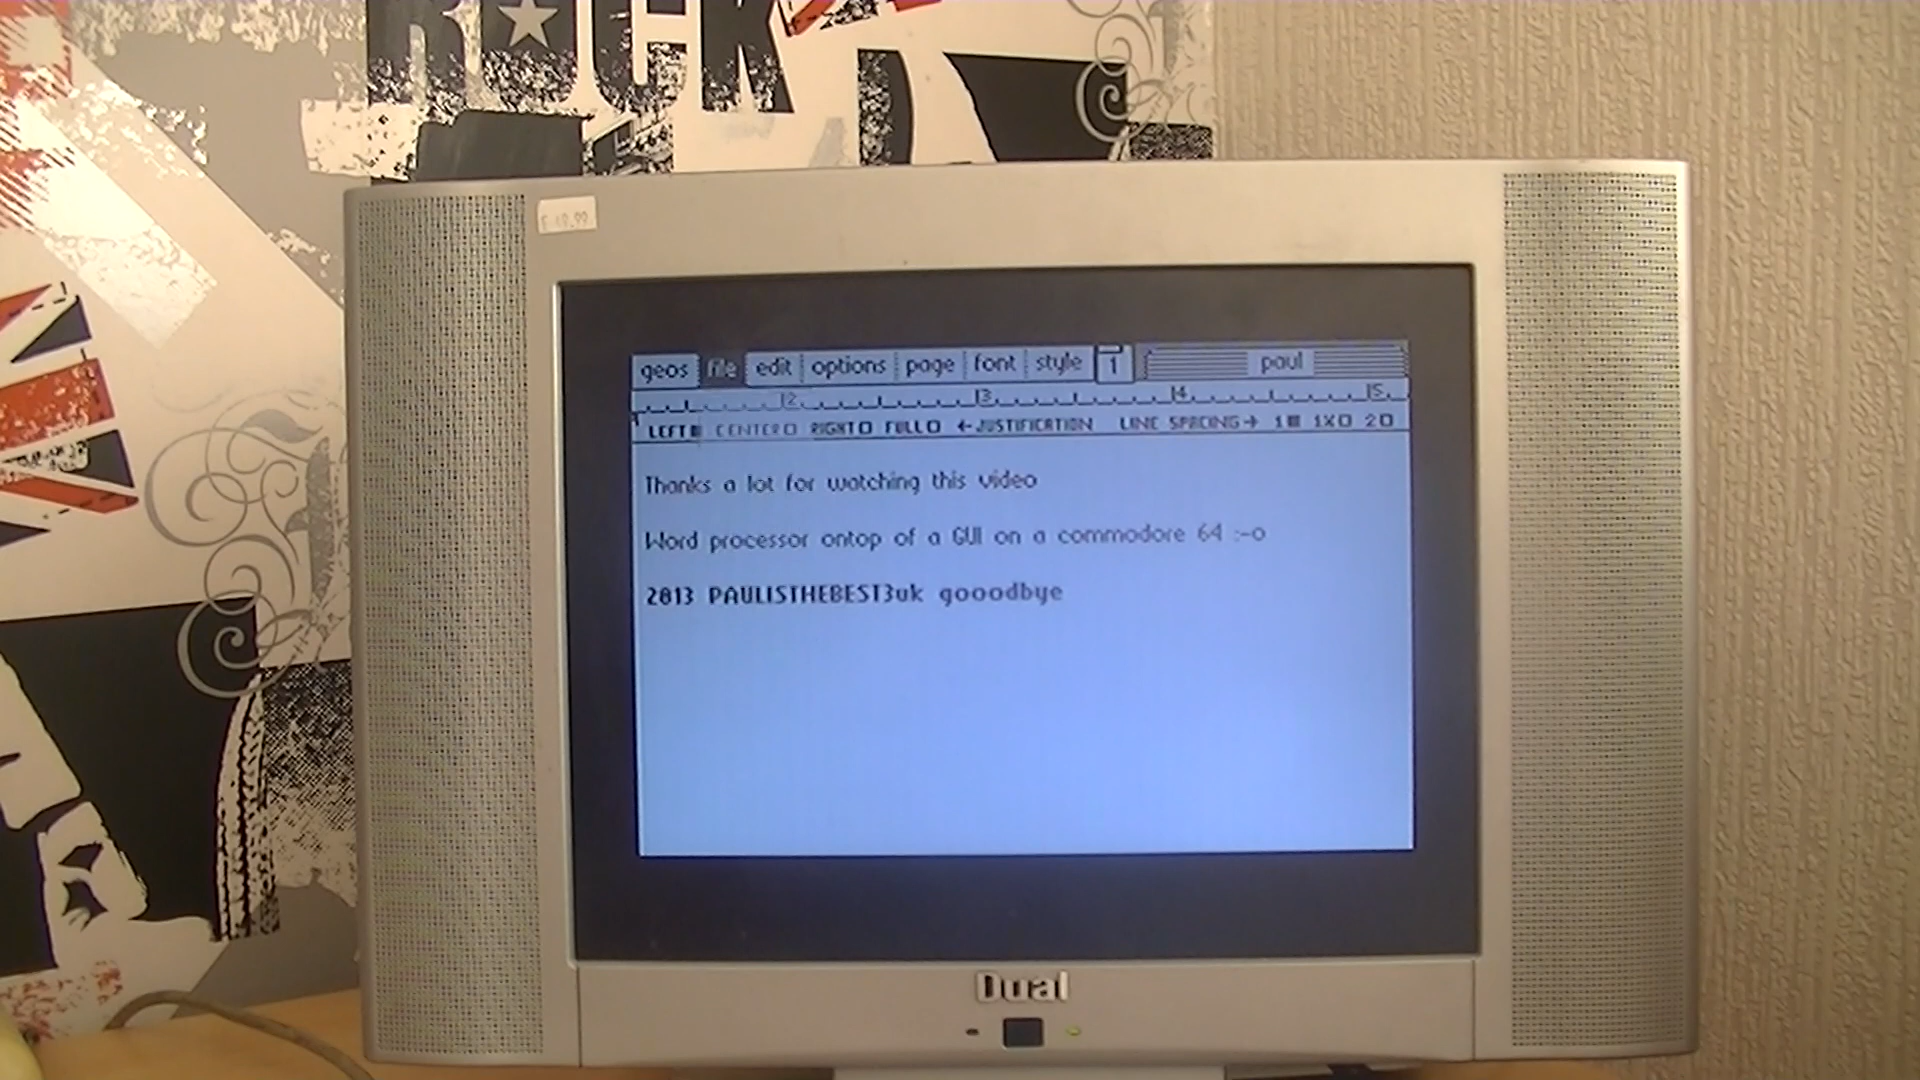 ROCK
geos file edit options page font style 1 paul
2 3 4 5
LEFT CENTER RIGHT FULL ←JUSTIFICATION LINE SPACING→ 1 1X 2
Thanks a lot for watching this video
Word processor ontop of a GUI on a commodore 64 :-o
2013 PAULISTHEBEST3uk gooodbye
Dual